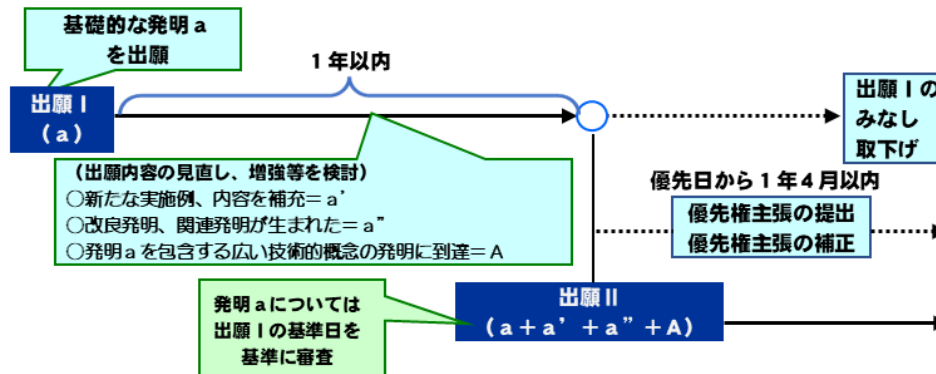 基礎的な発明a
を出願
1年以内
出願Ⅰ
(a)
出願Ⅰの
みなし
取下げ
(出願内容の見直し、増強等を検討)
○新たな実施例、内容を補充=a’
○改良発明、関連発明が生まれた=a”
○発明aを包含する広い技術的概念の発明に到達=A
優先日から1年4月以内
優先権主張の提出
優先権主張の補正
発明aについては
出願Ⅰの基準日を
基準に審査
出願Ⅱ
(a+a’+a”+A)